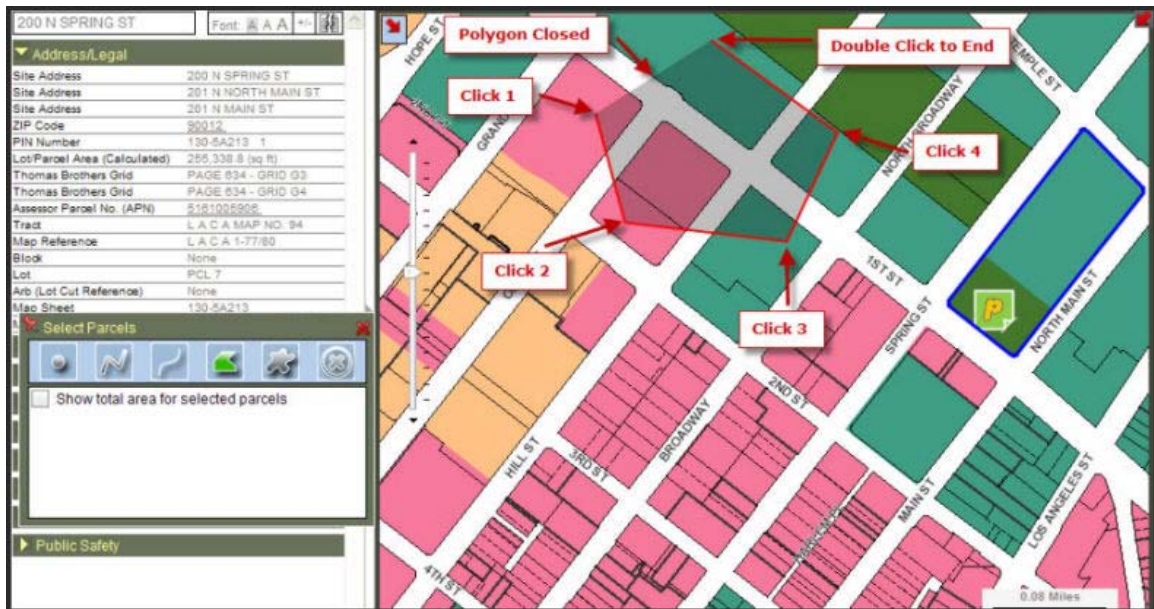 200 N SPRING ST
Font: A A A +/-
Address/Legal
Site Address 200 N SPRING ST
Site Address 201 N NORTH MAIN ST
Site Address 201 N MAIN ST
ZIP Code 90012
PIN Number 130-5A213 1
Lot/Parcel Area (Calculated) 255,338.8 (sq ft)
Thomas Brothers Grid PAGE 634 - GRID G3
Thomas Brothers Grid PAGE 634 - GRID G4
Assessor Parcel No. (APN) 5161005906
Tract L A C A MAP NO. 94
Map Reference L A C A 1-77/80
Block None
Lot PCL 7
Arb (Lot Cut Reference) None
Map Sheet 130-5A213
Select Parcels
Show total area for selected parcels
Public Safety
Polygon Closed
Double Click to End
Click 1
Click 4
Click 2
Click 3
HOPE ST
TEMPLE ST
NORTH BROADWAY
1ST ST
SPRING ST
NORTH MAIN ST
P
2ND ST
BROADWAY
HILL ST
3RD ST
MAIN ST
LOS ANGELES ST
4TH ST
0.08 Miles